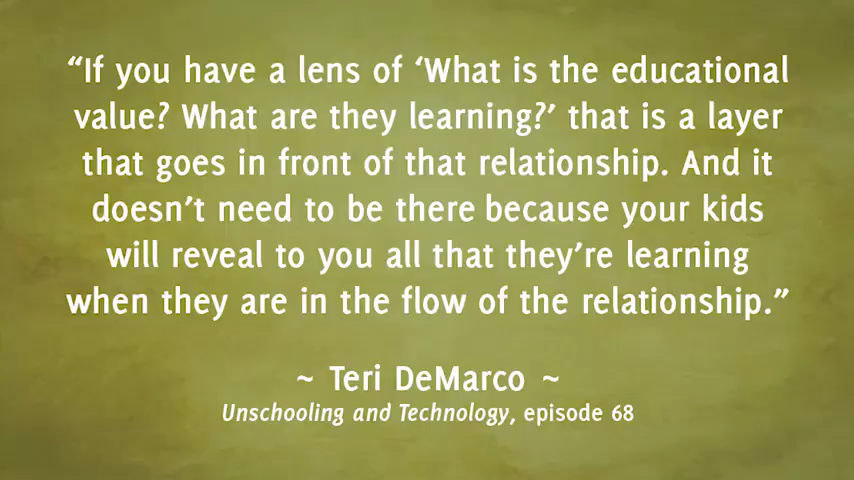 “If you have a lens of ‘What is the educational
value? What are they learning?’ that is a layer
that goes in front of that relationship. And it
doesn’t need to be there because your kids
will reveal to you all that they’re learning
when they are in the flow of the relationship.”
~ Teri DeMarco ~
Unschooling and Technology, episode 68